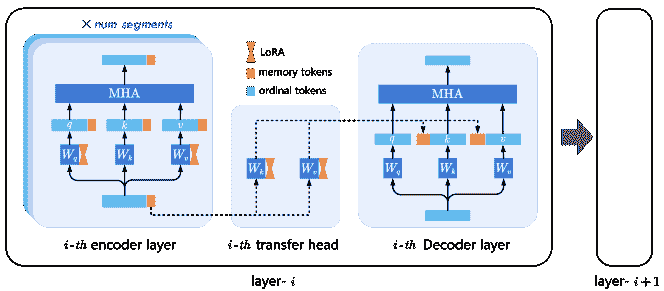 × num segments
LoRA
memory tokens
ordinal tokens
MHA
q k v
W_q W_k W_v
i-th encoder layer
W_k W_v
i-th transfer head
MHA
q k v
W_q W_k W_v
i-th Decoder layer
layer- i
layer- i+1